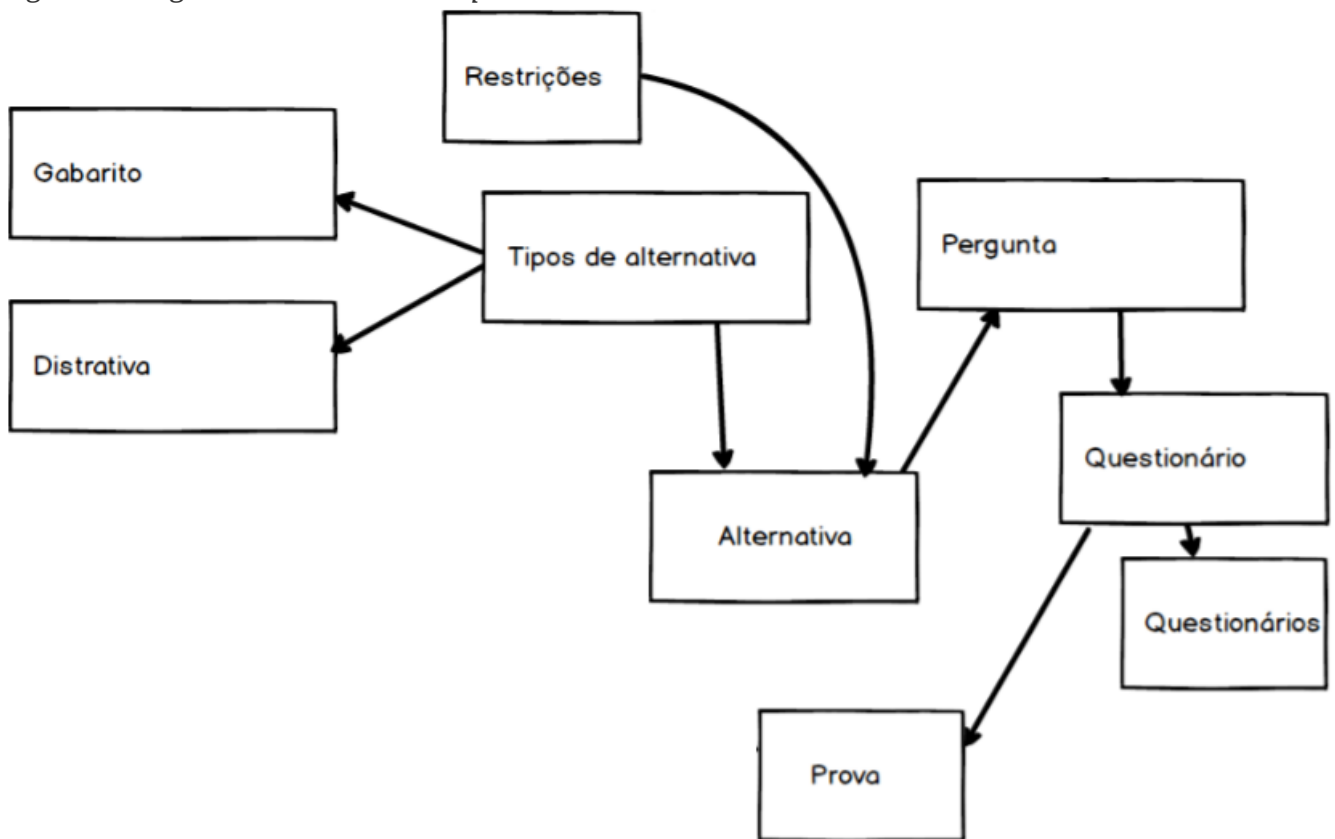 Restrições
Gabarito
Tipos de alternativa
Pergunta
Distrativa
Questionário
Alternativa
Questionários
Prova